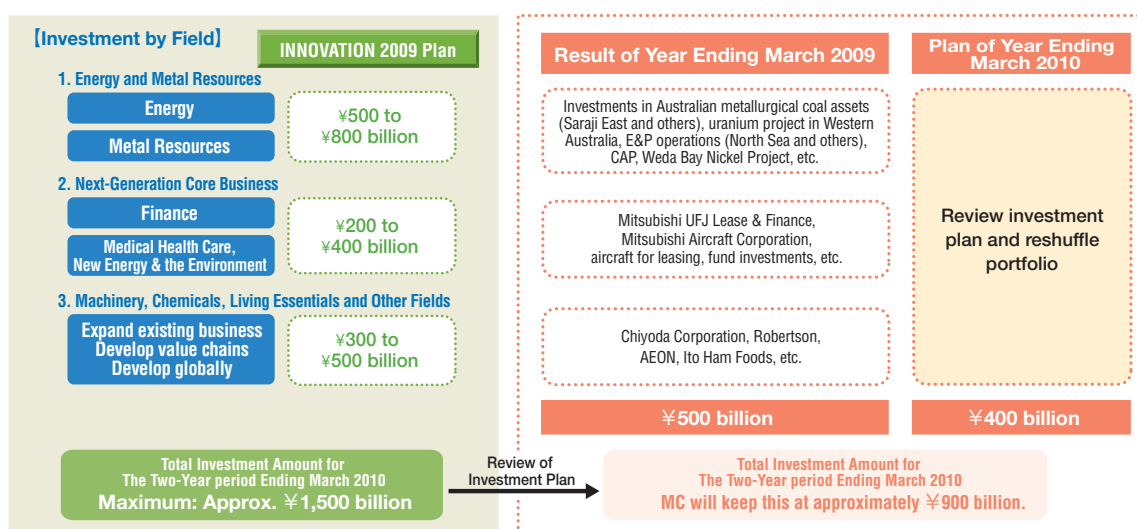 【Investment by Field】
INNOVATION 2009 Plan
1. Energy and Metal Resources
Energy
Metal Resources
¥500 to
¥800 billion
2. Next-Generation Core Business
Finance
Medical Health Care,
New Energy & the Environment
¥200 to
¥400 billion
3. Machinery, Chemicals, Living Essentials and Other Fields
Expand existing business
Develop value chains
Develop globally
¥300 to
¥500 billion
Total Investment Amount for
The Two-Year period Ending March 2010
Maximum: Approx. ¥1,500 billion
Review of
Investment Plan
Result of Year Ending March 2009
Investments in Australian metallurgical coal assets
(Saraji East and others), uranium project in Western
Australia, E&P operations (North Sea and others),
CAP, Weda Bay Nickel Project, etc.
Mitsubishi UFJ Lease & Finance,
Mitsubishi Aircraft Corporation,
aircraft for leasing, fund investments, etc.
Chiyoda Corporation, Robertson,
AEON, Ito Ham Foods, etc.
¥500 billion
Plan of Year Ending
March 2010
Review investment
plan and reshuffle
portfolio
¥400 billion
Total Investment Amount for
The Two-Year period Ending March 2010
MC will keep this at approximately ¥900 billion.